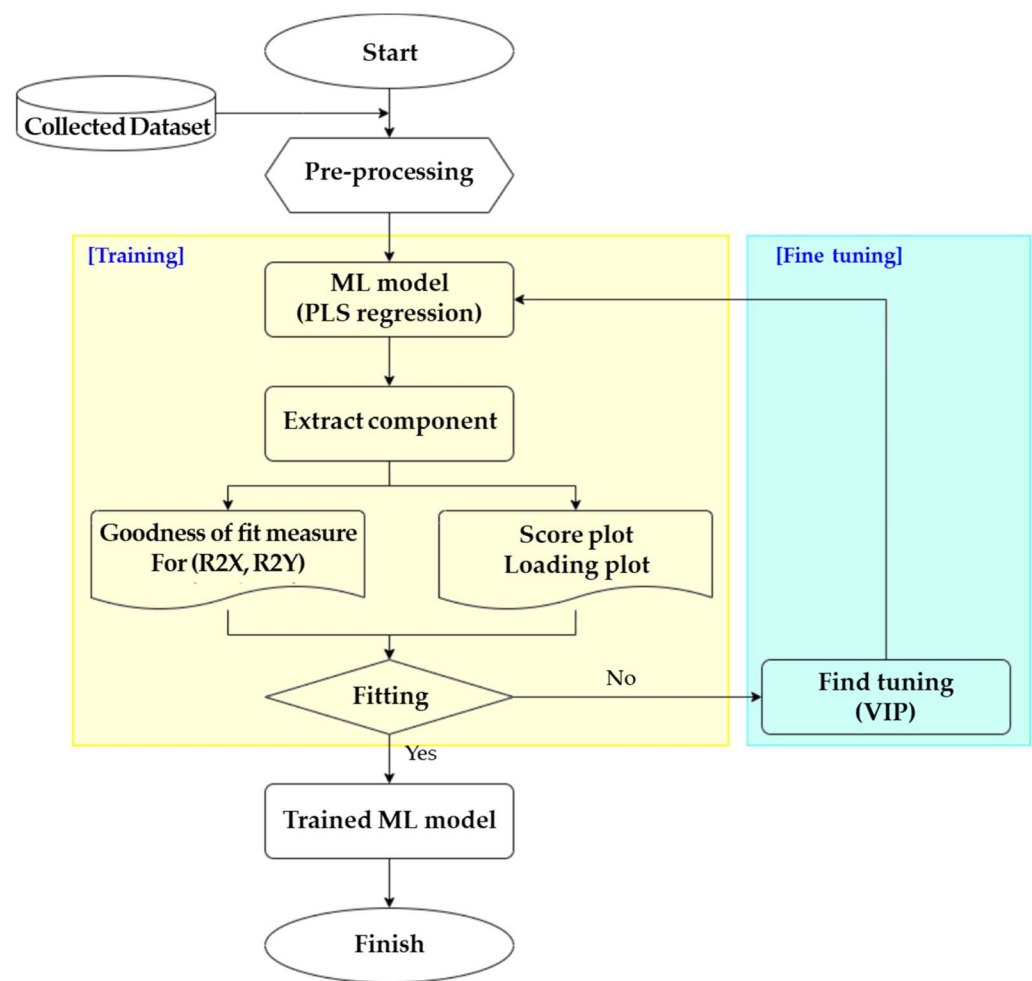 Start
Collected Dataset
Pre-processing
[Training]
[Fine tuning]
ML model
(PLS regression)
Extract component
Goodness of fit measure
For (R2X, R2Y)
Score plot
Loading plot
Fitting
No
Find tuning
(VIP)
Yes
Trained ML model
Finish